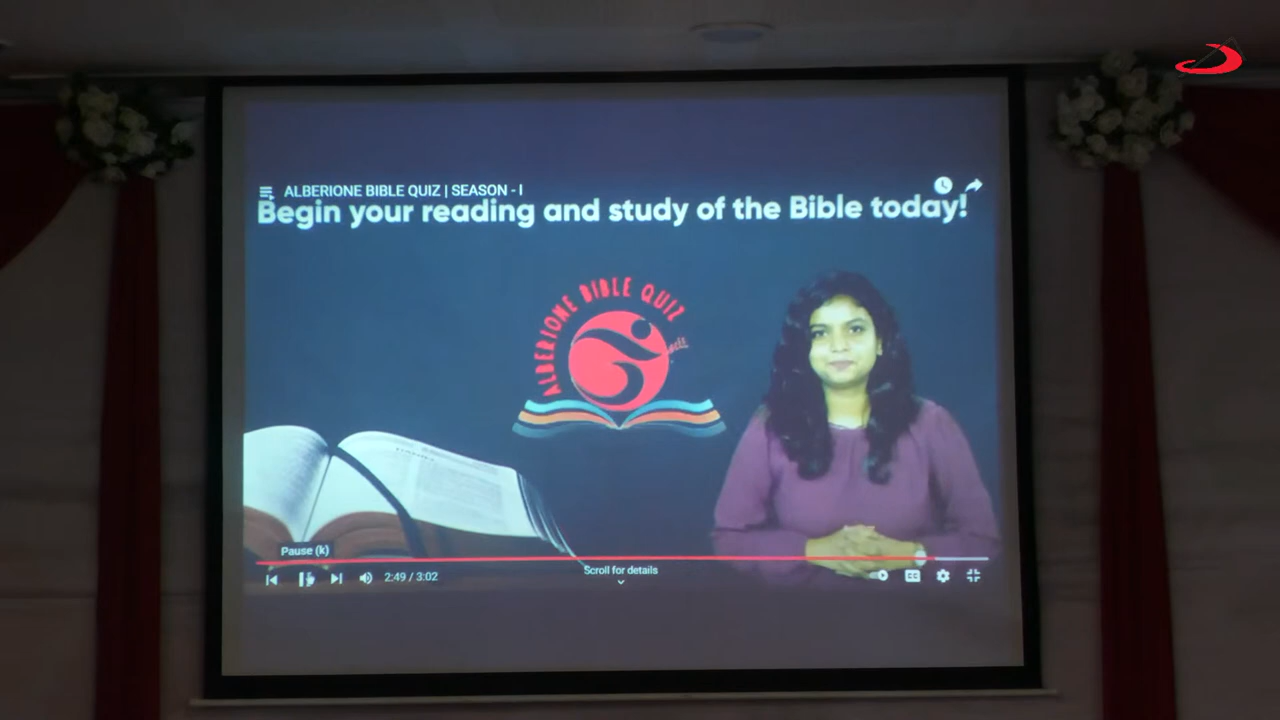 ALBERIONE BIBLE QUIZ | SEASON - I
Begin your reading and study of the Bible today!
ALBERIONE BIBLE QUIZ
Pause (k)
2:49 / 3:02
Scroll for details
CC